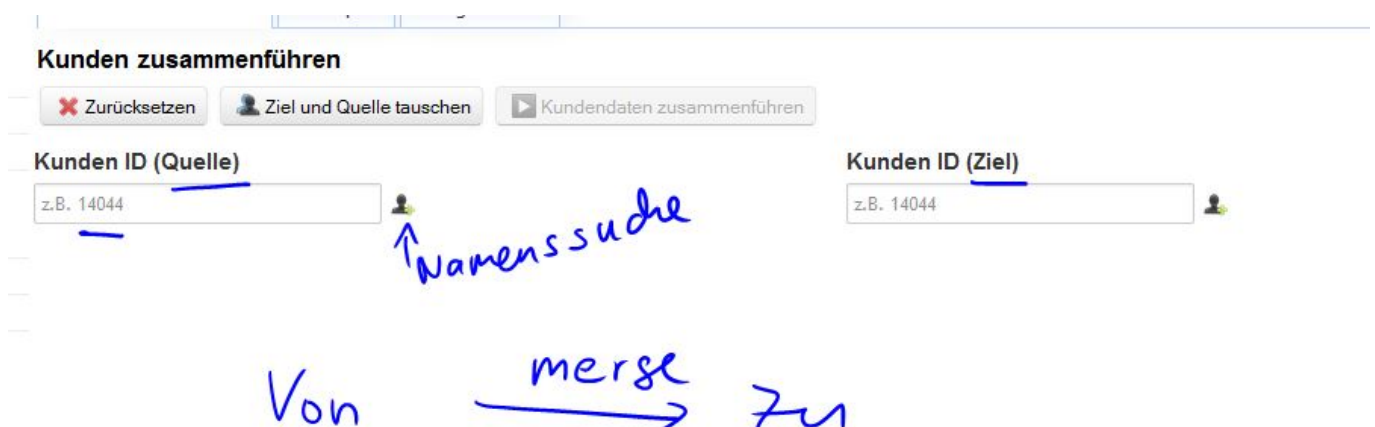 Kunden zusammenführen
Zurücksetzen Ziel und Quelle tauschen Kundendaten zusammenführen
Kunden ID (Quelle) Kunden ID (Ziel)
z.B. 14044 z.B. 14044
Namenssuche
merge
Von Zu